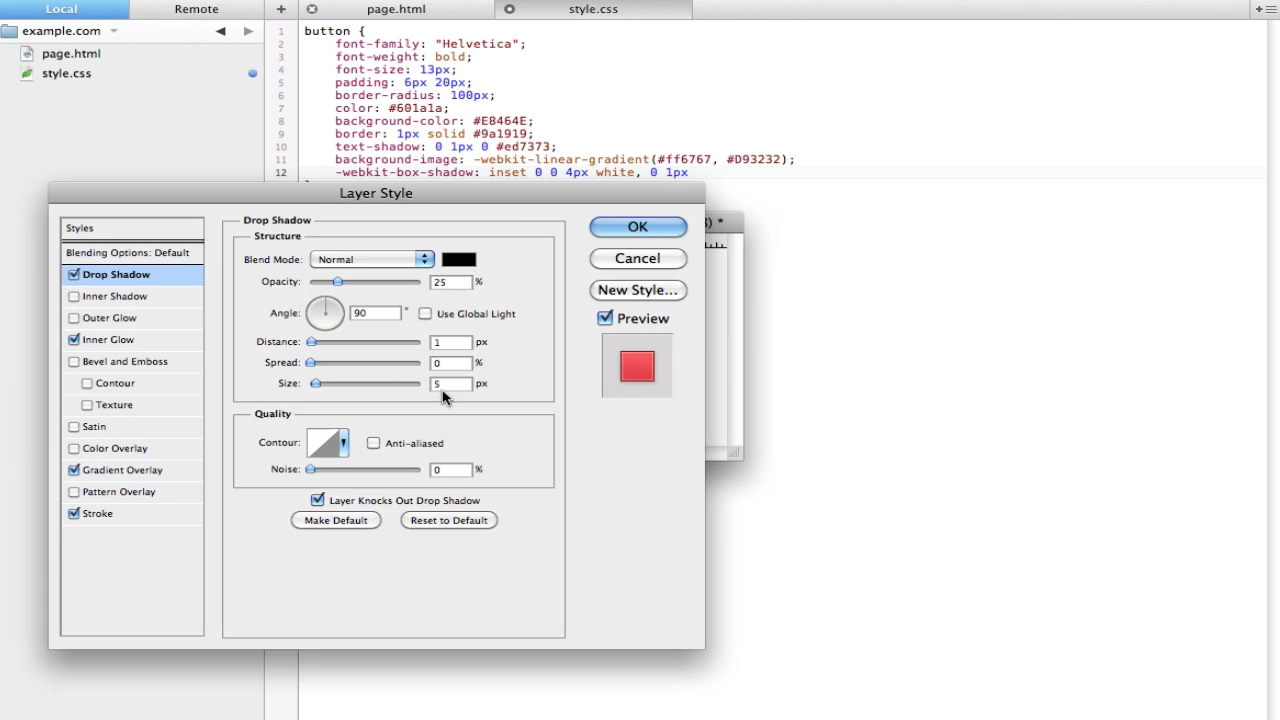 Local
Remote
+
page.html
style.css
+
example.com
page.html
style.css
1 button {
2 font-family: "Helvetica";
3 font-weight: bold;
4 font-size: 13px;
5 padding: 6px 20px;
6 border-radius: 100px;
7 color: #601a1a;
8 background-color: #E8464E;
9 border: 1px solid #9a1919;
10 text-shadow: 0 1px 0 #ed7373;
11 background-image: -webkit-linear-gradient(#ff6767, #D93232);
12 -webkit-box-shadow: inset 0 0 4px white, 0 1px
Layer Style
) *
Styles
Blending Options: Default
Drop Shadow
Inner Shadow
Outer Glow
Inner Glow
Bevel and Emboss
Contour
Texture
Satin
Color Overlay
Gradient Overlay
Pattern Overlay
Stroke
Drop Shadow
Structure
Blend Mode: Normal
Opacity: 25 %
Angle: 90 ° Use Global Light
Distance: 1 px
Spread: 0 %
Size: 5 px
Quality
Contour: Anti-aliased
Noise: 0 %
Layer Knocks Out Drop Shadow
Make Default
Reset to Default
OK
Cancel
New Style...
Preview